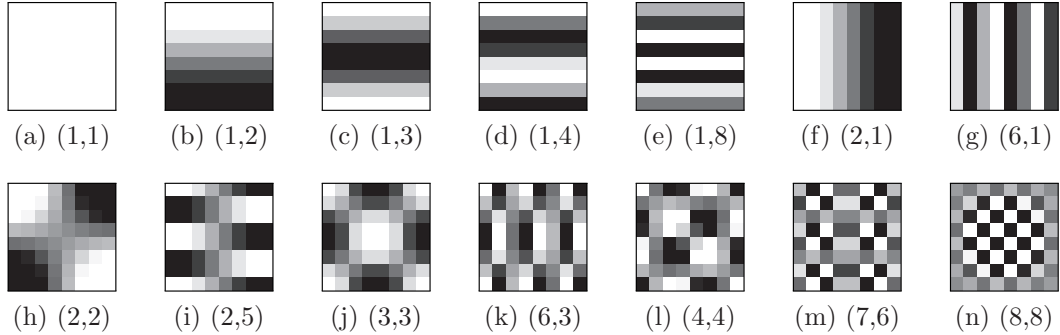 (a) (1,1) (b) (1,2) (c) (1,3) (d) (1,4) (e) (1,8) (f) (2,1) (g) (6,1)
(h) (2,2) (i) (2,5) (j) (3,3) (k) (6,3) (l) (4,4) (m) (7,6) (n) (8,8)